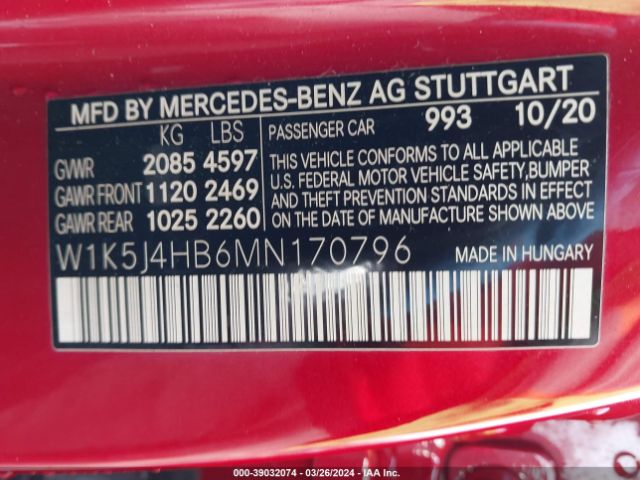 MFD BY MERCEDES-BENZ AG STUTTGART
KG LBS
GVWR 2085 4597
GAWR FRONT 1120 2469
GAWR REAR 1025 2260
PASSENGER CAR 993 10/20
THIS VEHICLE CONFORMS TO ALL APPLICABLE
U.S. FEDERAL MOTOR VEHICLE SAFETY,BUMPER
AND THEFT PREVENTION STANDARDS IN EFFECT
ON THE DATE OF MANUFACTURE SHOWN ABOVE.
W1K5J4HB6MN170796 MADE IN HUNGARY
000-39032074 | 03/26/2024 | IAA Inc.